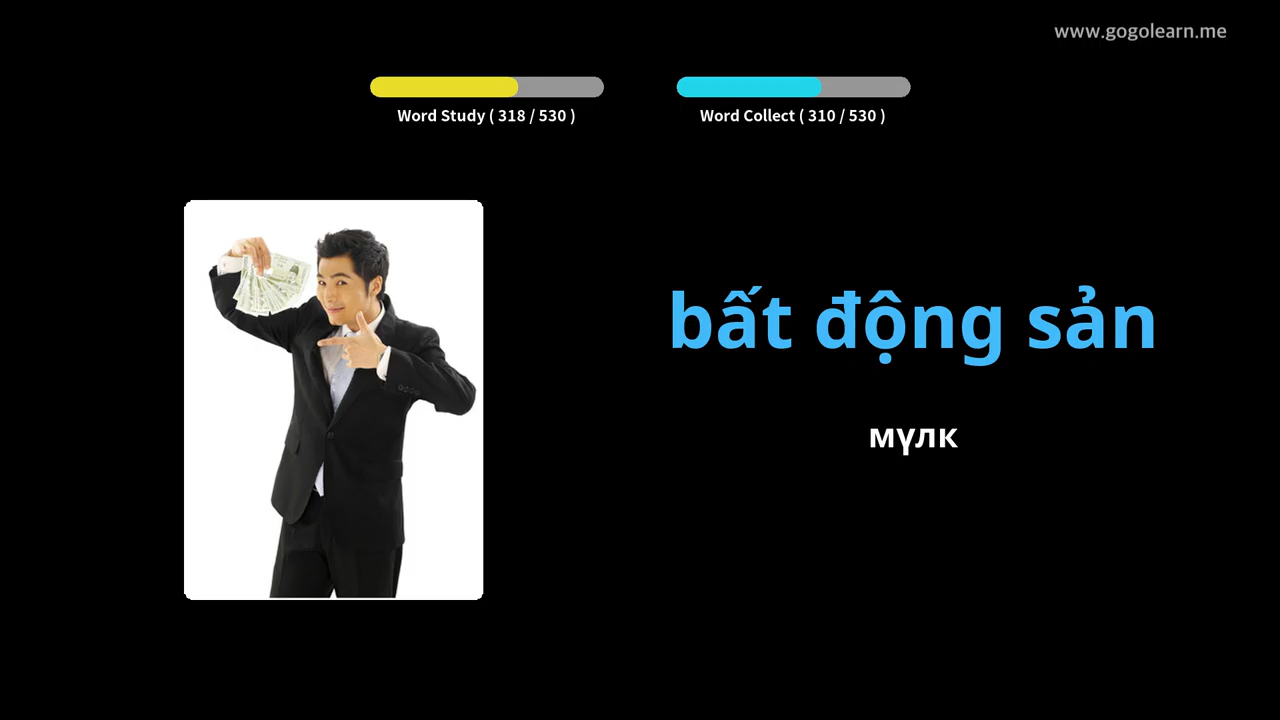 www.gogolearn.me
Word Study ( 318 / 530 )
Word Collect ( 310 / 530 )
bất động sản
мүлк